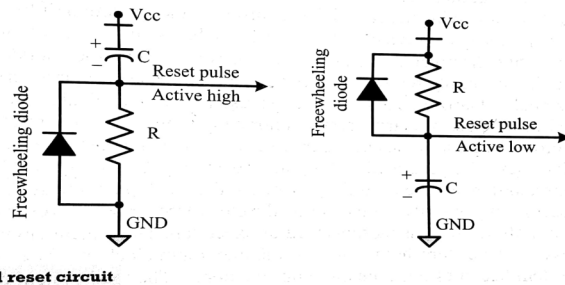 Vcc
+
C
−
Reset pulse
Active high
Freewheeling diode
R
GND
Vcc
Freewheeling
diode
R
Reset pulse
Active low
+
C
−
GND
reset circuit